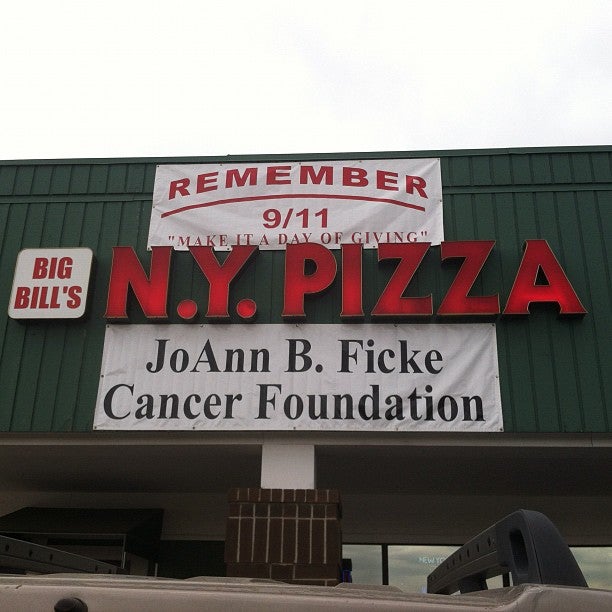 REMEMBER
9/11
"MAKE IT A DAY OF GIVING"
BIG
BILL'S
N.Y. PIZZA
JoAnn B. Ficke
Cancer Foundation